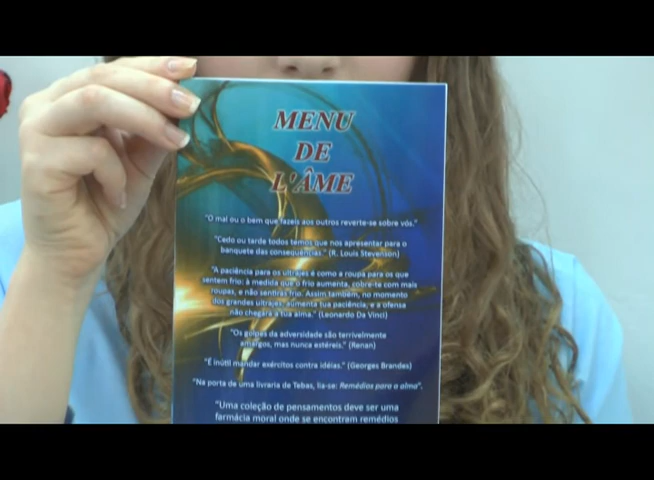 MENU
DE
L'ÂME
"O mal ou o bem que fazeis aos outros reverte-se sobre vós."
"Cedo ou tarde todos temos que nos apresentar para o
banquete das consequências." (R. Louis Stevenson)
"A paciência para os ultrajes é como a roupa para os que
sentem frio: à medida que o frio aumenta, cobre-te com mais
roupas, e não sentirás frio. Assim também, no momento
dos grandes ultrajes, aumenta tua paciência, e a ofensa
não chegará a tua alma." (Leonardo Da Vinci)
"Os golpes da adversidade são terrivelmente
amargos, mas nunca estéreis." (Renan)
"É inútil mandar exércitos contra idéias." (Georges Brandes)
"Na porta de uma livraria de Tebas, lia-se: Remédios para o alma".
"Uma coleção de pensamentos deve ser uma
farmácia moral onde se encontram remédios